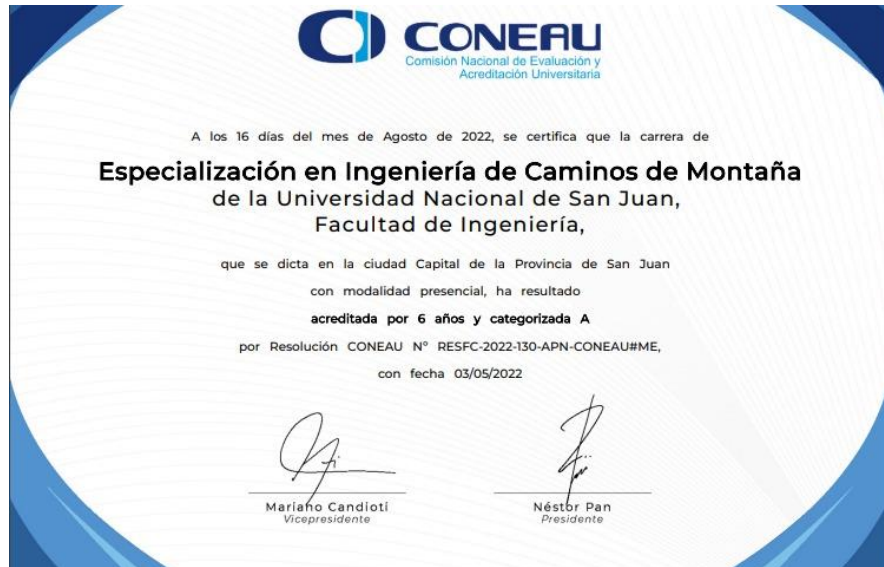 CONEAU
Comisión Nacional de Evaluación y
Acreditación Universitaria
A los 16 días del mes de Agosto de 2022, se certifica que la carrera de
Especialización en Ingeniería de Caminos de Montaña
de la Universidad Nacional de San Juan,
Facultad de Ingeniería,
que se dicta en la ciudad Capital de la Provincia de San Juan
con modalidad presencial, ha resultado
acreditada por 6 años y categorizada A
por Resolución CONEAU Nº RESFC-2022-130-APN-CONEAU#ME,
con fecha 03/05/2022
Mariano Candioti
Vicepresidente
Néstor Pan
Presidente